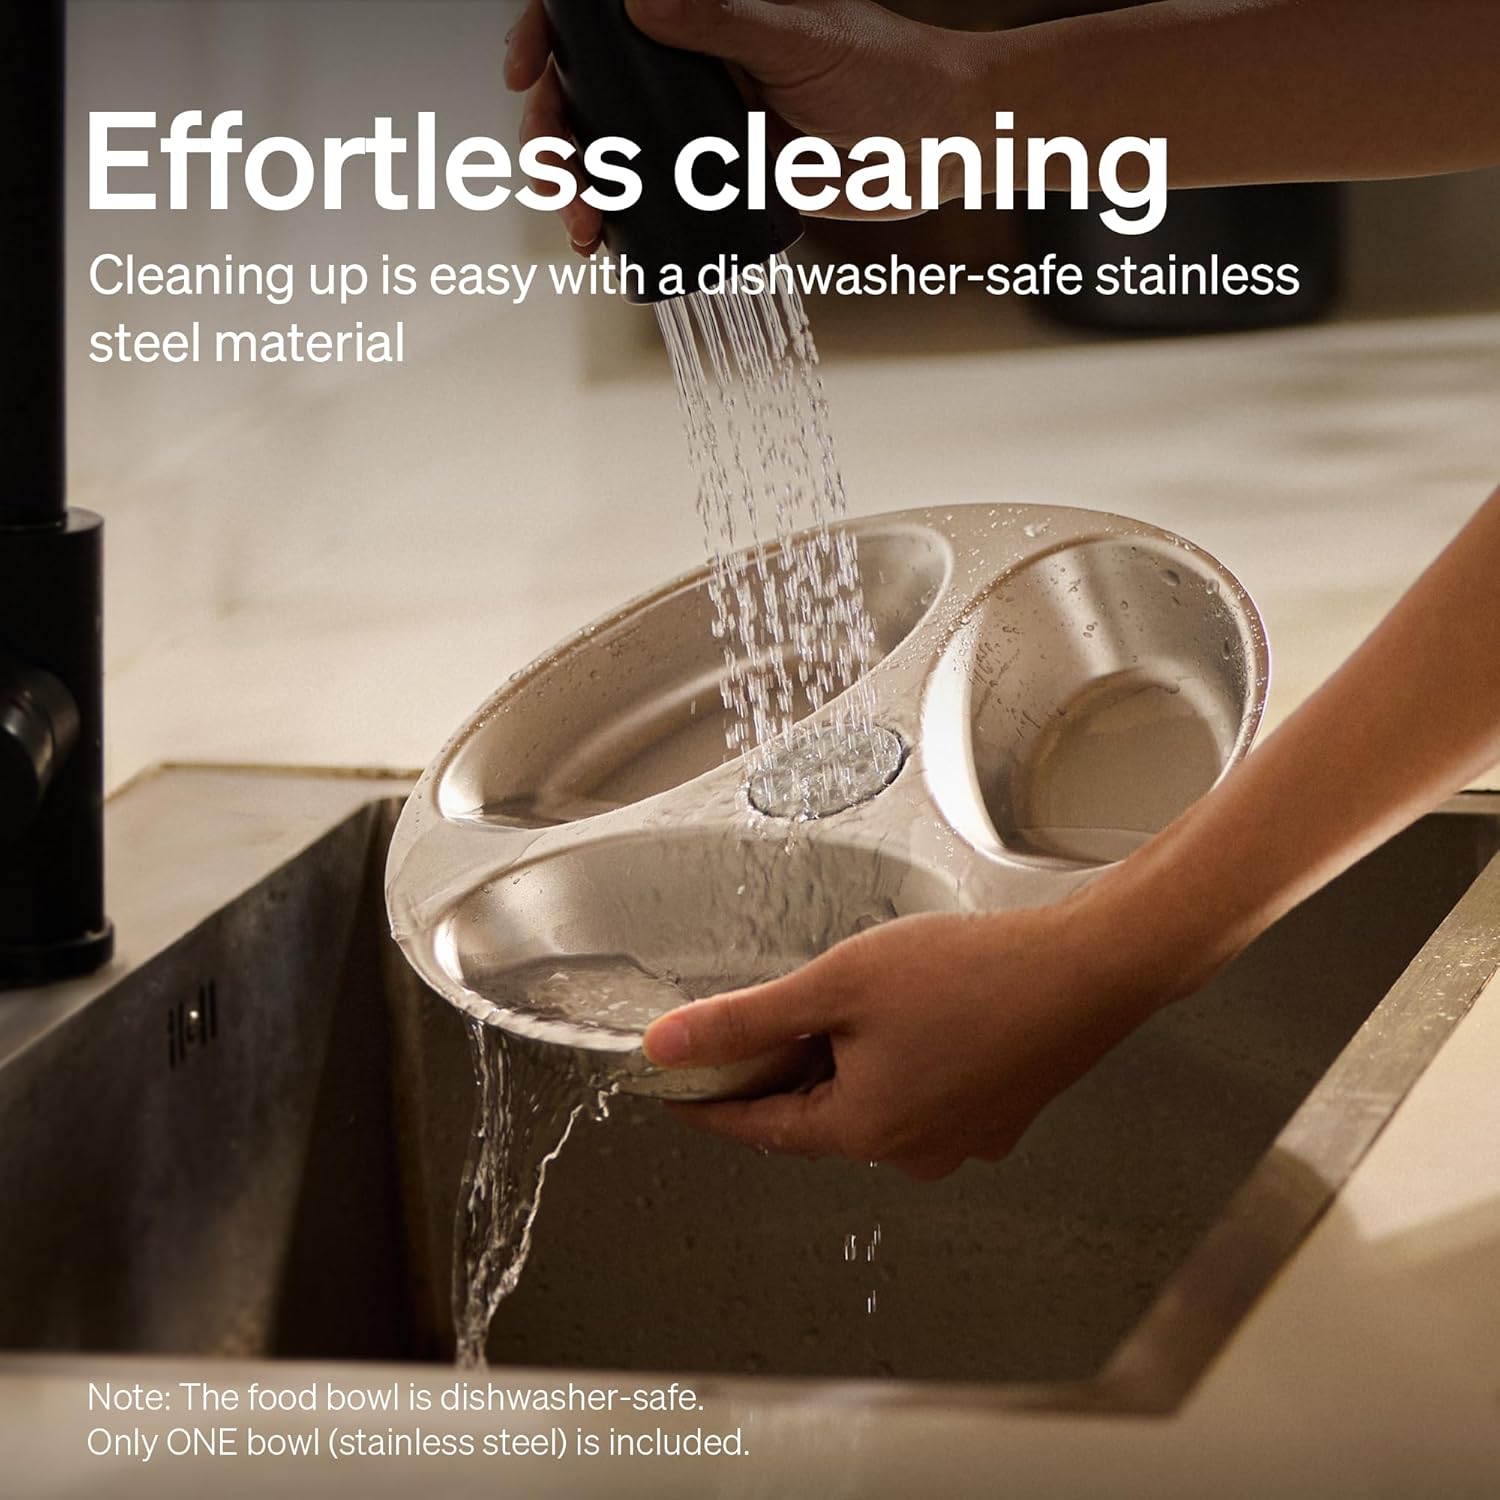 Effortless cleaning
Cleaning up is easy with a dishwasher-safe stainless
steel material
Note: The food bowl is dishwasher-safe.
Only ONE bowl (stainless steel) is included.